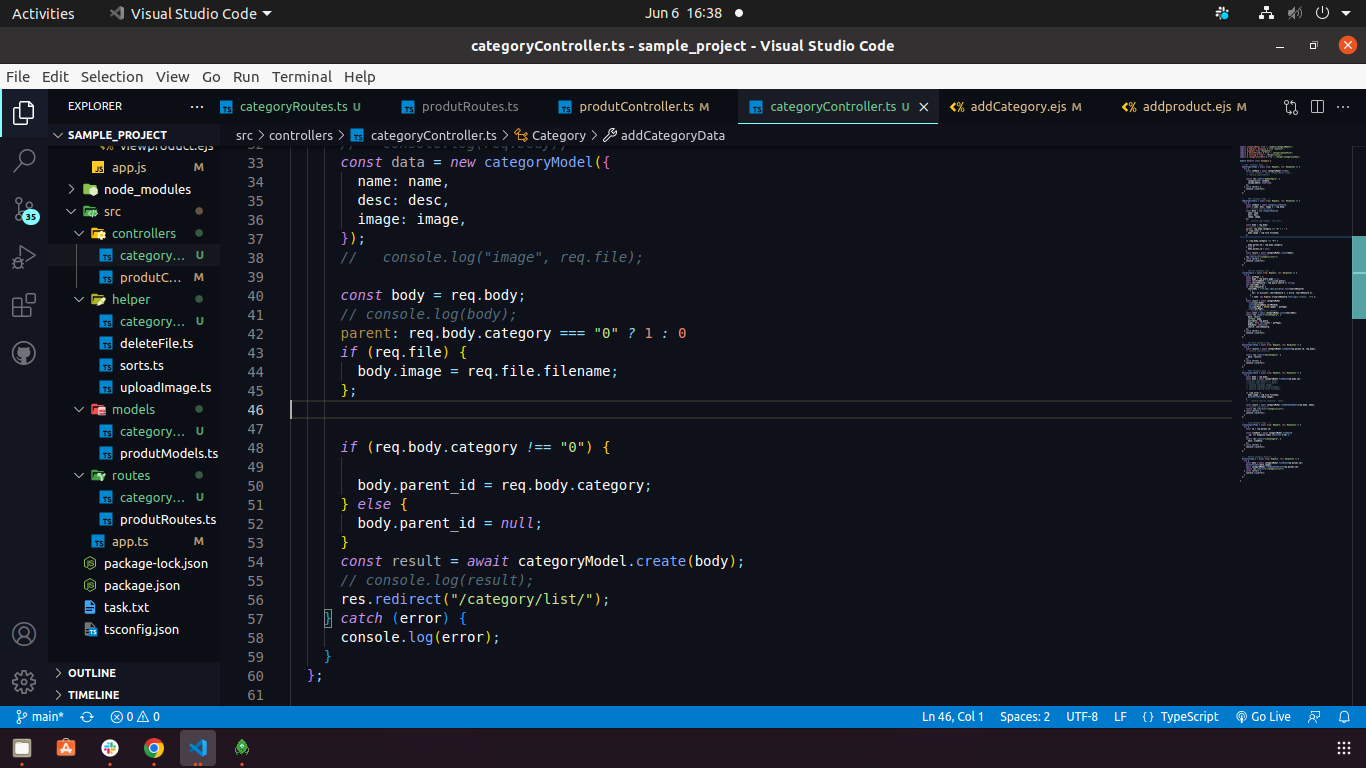 Activities
Visual Studio Code
Jun 6 16:38
categoryController.ts - sample_project - Visual Studio Code
File Edit Selection View Go Run Terminal Help
EXPLORER
categoryRoutes.ts U
produtRoutes.ts
produtController.ts M
categoryController.ts U
addCategory.ejs M
addproduct.ejs M
src > controllers > categoryController.ts > Category > addCategoryData
SAMPLE_PROJECT
viewproduct.ejs
app.js M
node_modules
src
controllers
category... U
produtC... M
helper
category... U
deleteFile.ts
sorts.ts
uploadImage.ts
models
category... U
produtModels.ts
routes
category... U
produtRoutes.ts
app.ts M
package-lock.json
package.json
task.txt
tsconfig.json
OUTLINE
TIMELINE
35
32 //   console.log(req.body);
33 const data = new categoryModel({
34 name: name,
35 desc: desc,
36 image: image,
37 });
38 //   console.log("image", req.file);
39
40 const body = req.body;
41 // console.log(body);
42 parent: req.body.category === "0" ? 1 : 0
43 if (req.file) {
44 body.image = req.file.filename;
45 };
46
47
48 if (req.body.category !== "0") {
49
50 body.parent_id = req.body.category;
51 } else {
52 body.parent_id = null;
53 }
54 const result = await categoryModel.create(body);
55 // console.log(result);
56 res.redirect("/category/list/");
57 } catch (error) {
58 console.log(error);
59 }
60 };
61
main*
0 0
Ln 46, Col 1
Spaces: 2
UTF-8
LF
{ } TypeScript
Go Live